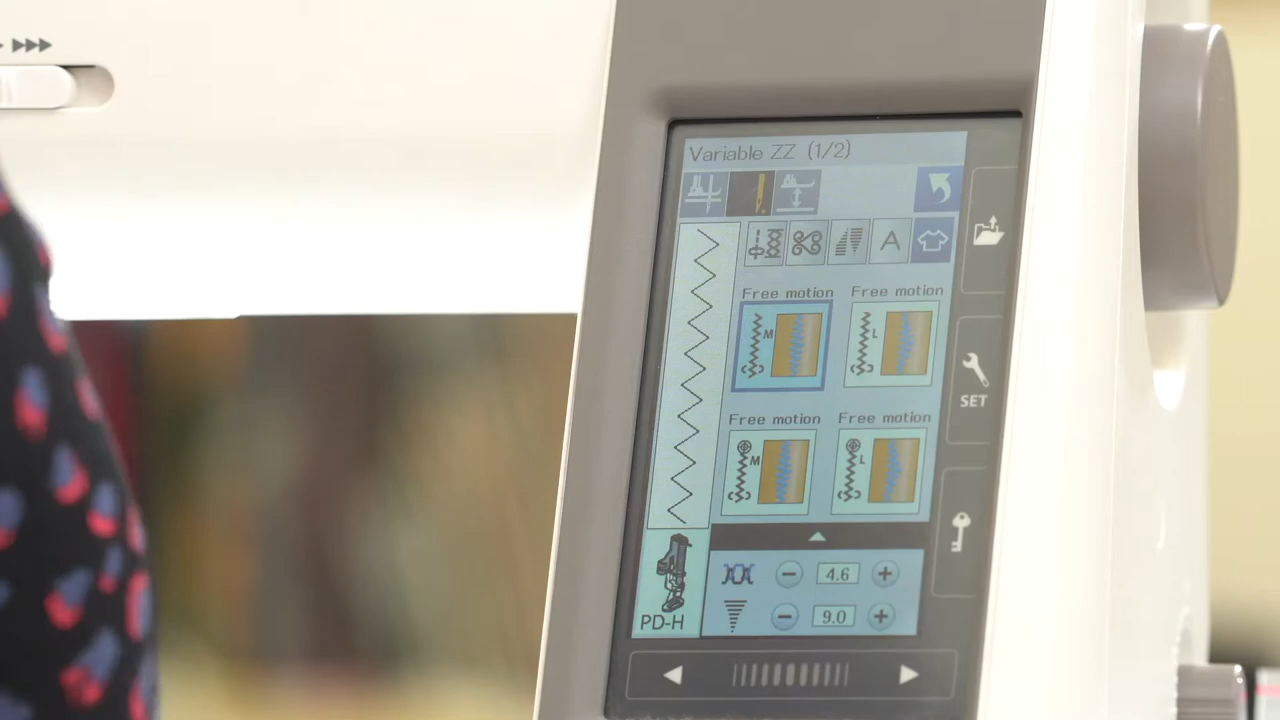 Variable ZZ (1/2)
A
Free motion
Free motion
M
L
Free motion
Free motion
M
L
SET
4.6
PD-H
9.0